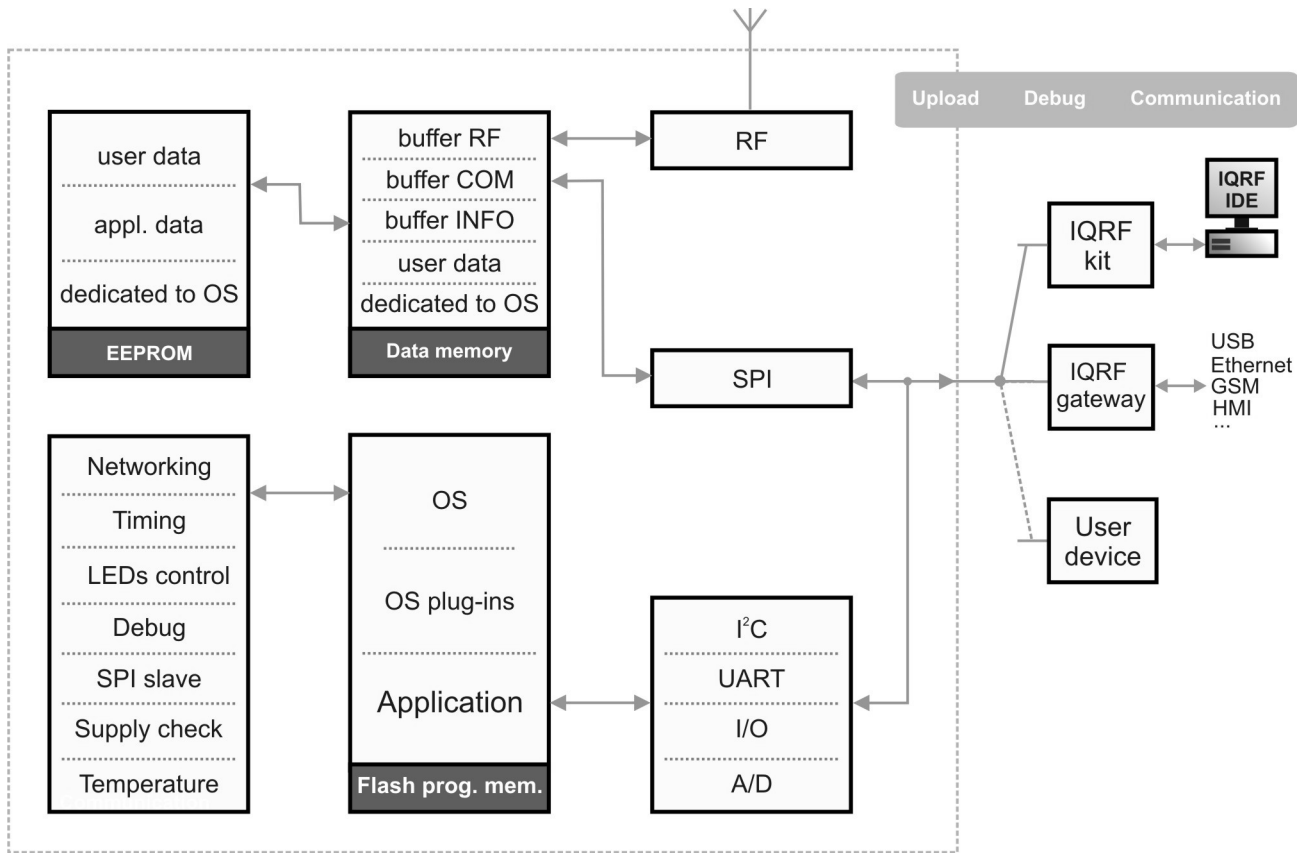 Upload Debug Communication
user data
appl. data
dedicated to OS
EEPROM
buffer RF
buffer COM
buffer INFO
user data
dedicated to OS
Data memory
RF
SPI
IQRF
kit
IQRF
IDE
IQRF
gateway
USB
Ethernet
GSM
HMI
...
User
device
Networking
Timing
LEDs control
Debug
SPI slave
Supply check
Temperature
OS
OS plug-ins
Application
Flash prog. mem.
I²C
UART
I/O
A/D